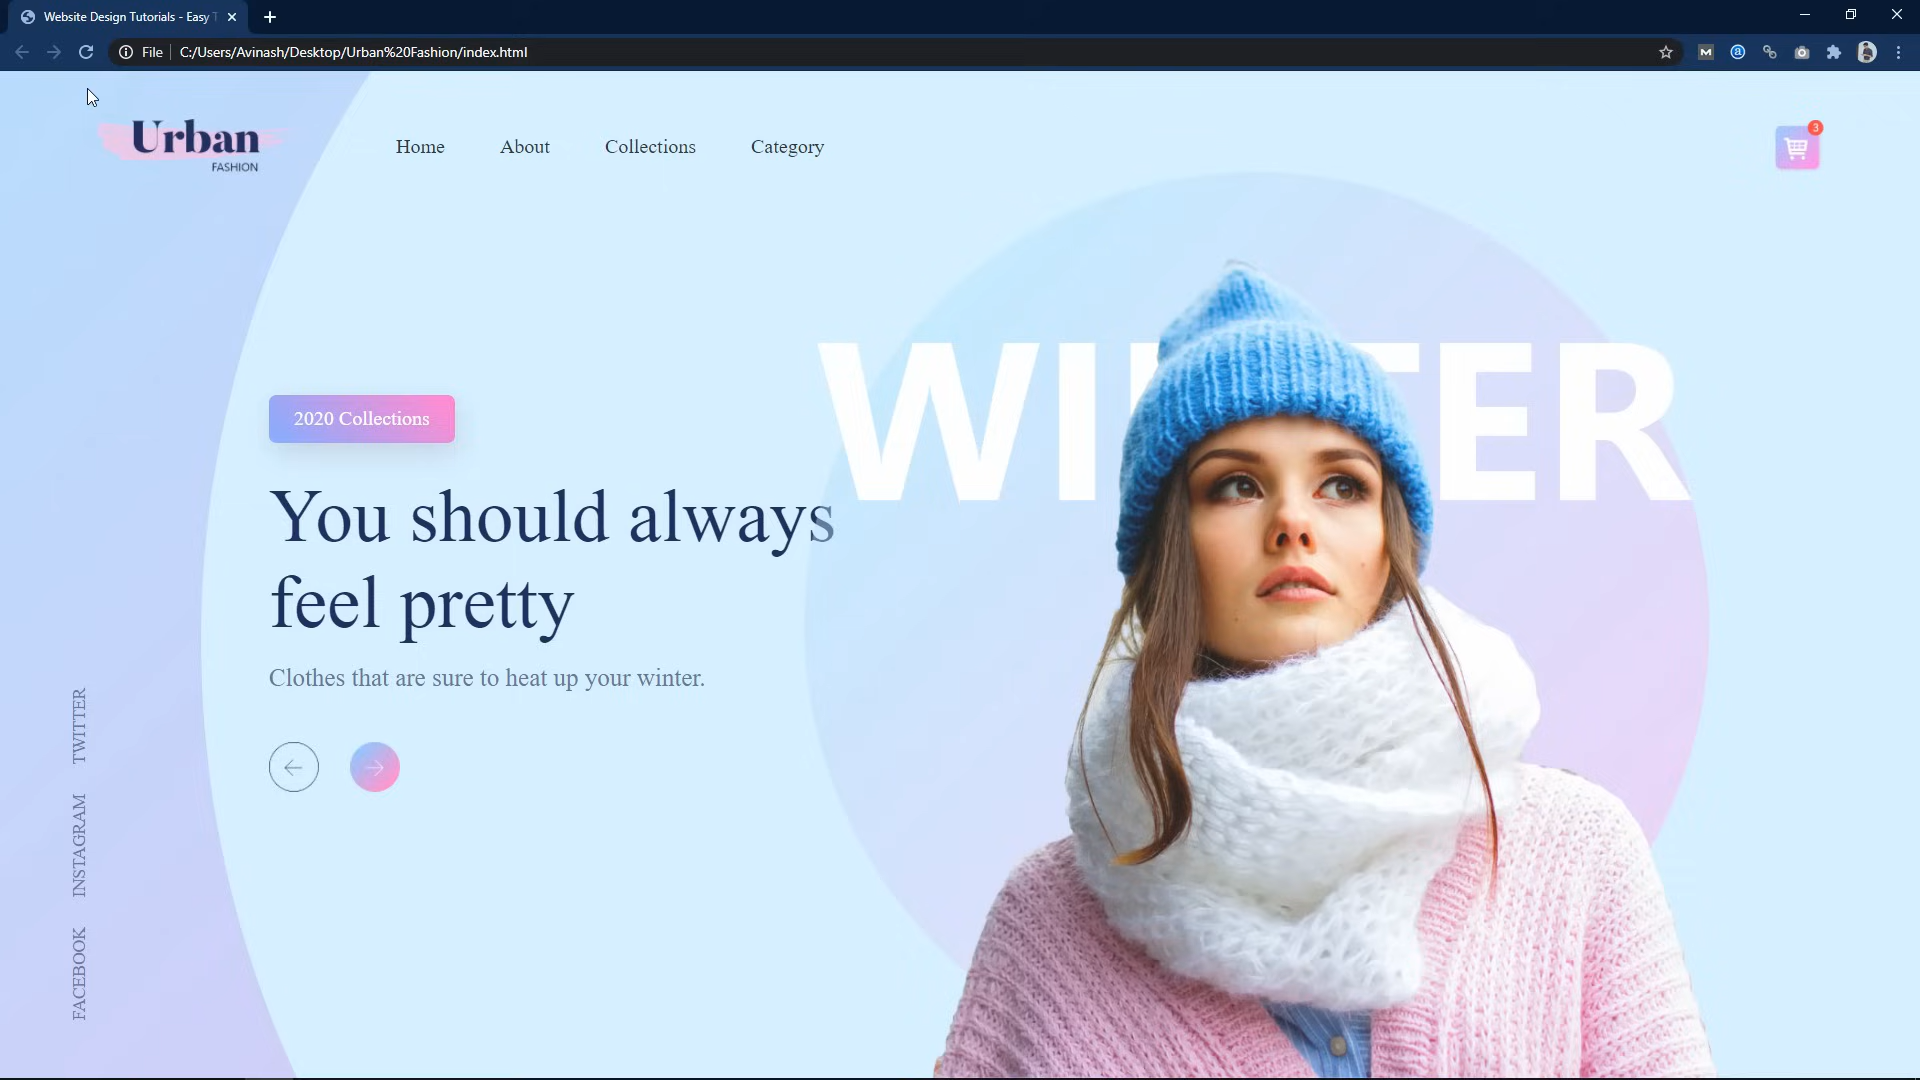 Website Design Tutorials - Easy T
File
C:/Users/Avinash/Desktop/Urban%20Fashion/index.html
Urban
FASHION
Home
About
Collections
Category
3
WINTER
2020 Collections
You should always
feel pretty
Clothes that are sure to heat up your winter.
TWITTER
INSTAGRAM
FACEBOOK